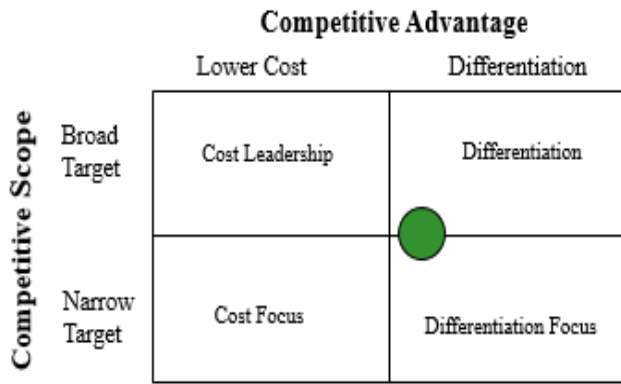 Competitive Advantage
Lower Cost Differentiation
Competitive Scope
Broad
Target
Cost Leadership Differentiation
Narrow
Target
Cost Focus Differentiation Focus